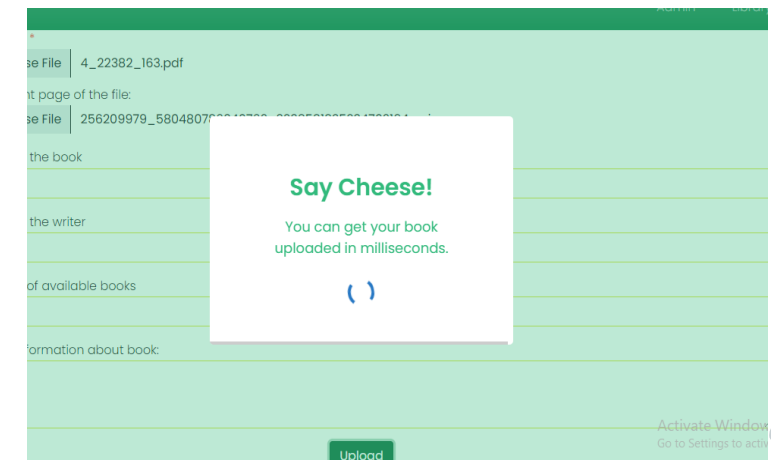 Admin
se File 4_22382_163.pdf
nt page of the file:
se File
Say Cheese!
You can get your book
uploaded in milliseconds.
the book
the writer
of available books
formation about book:
Upload
Activate Window
Go to Settings to activ